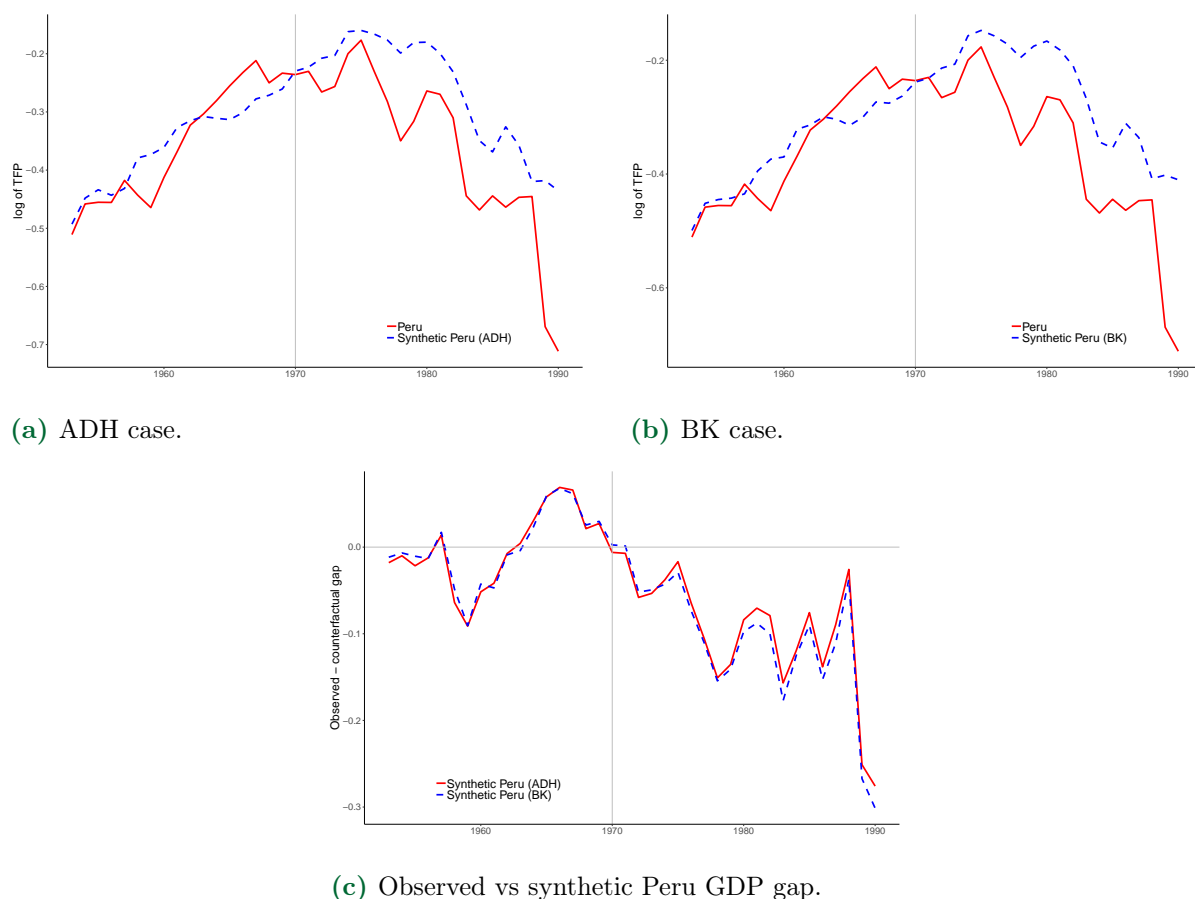 −0.2
−0.3
−0.4
−0.5
−0.6
−0.7
log of TFP
Peru
Synthetic Peru (ADH)
1960
1970
1980
1990
(a) ADH case.
−0.2
−0.4
−0.6
log of TFP
Peru
Synthetic Peru (BK)
1960
1970
1980
1990
(b) BK case.
0.0
−0.1
−0.2
−0.3
Observed − counterfactual gap
Synthetic Peru (ADH)
Synthetic Peru (BK)
1960
1970
1980
1990
(c) Observed vs synthetic Peru GDP gap.